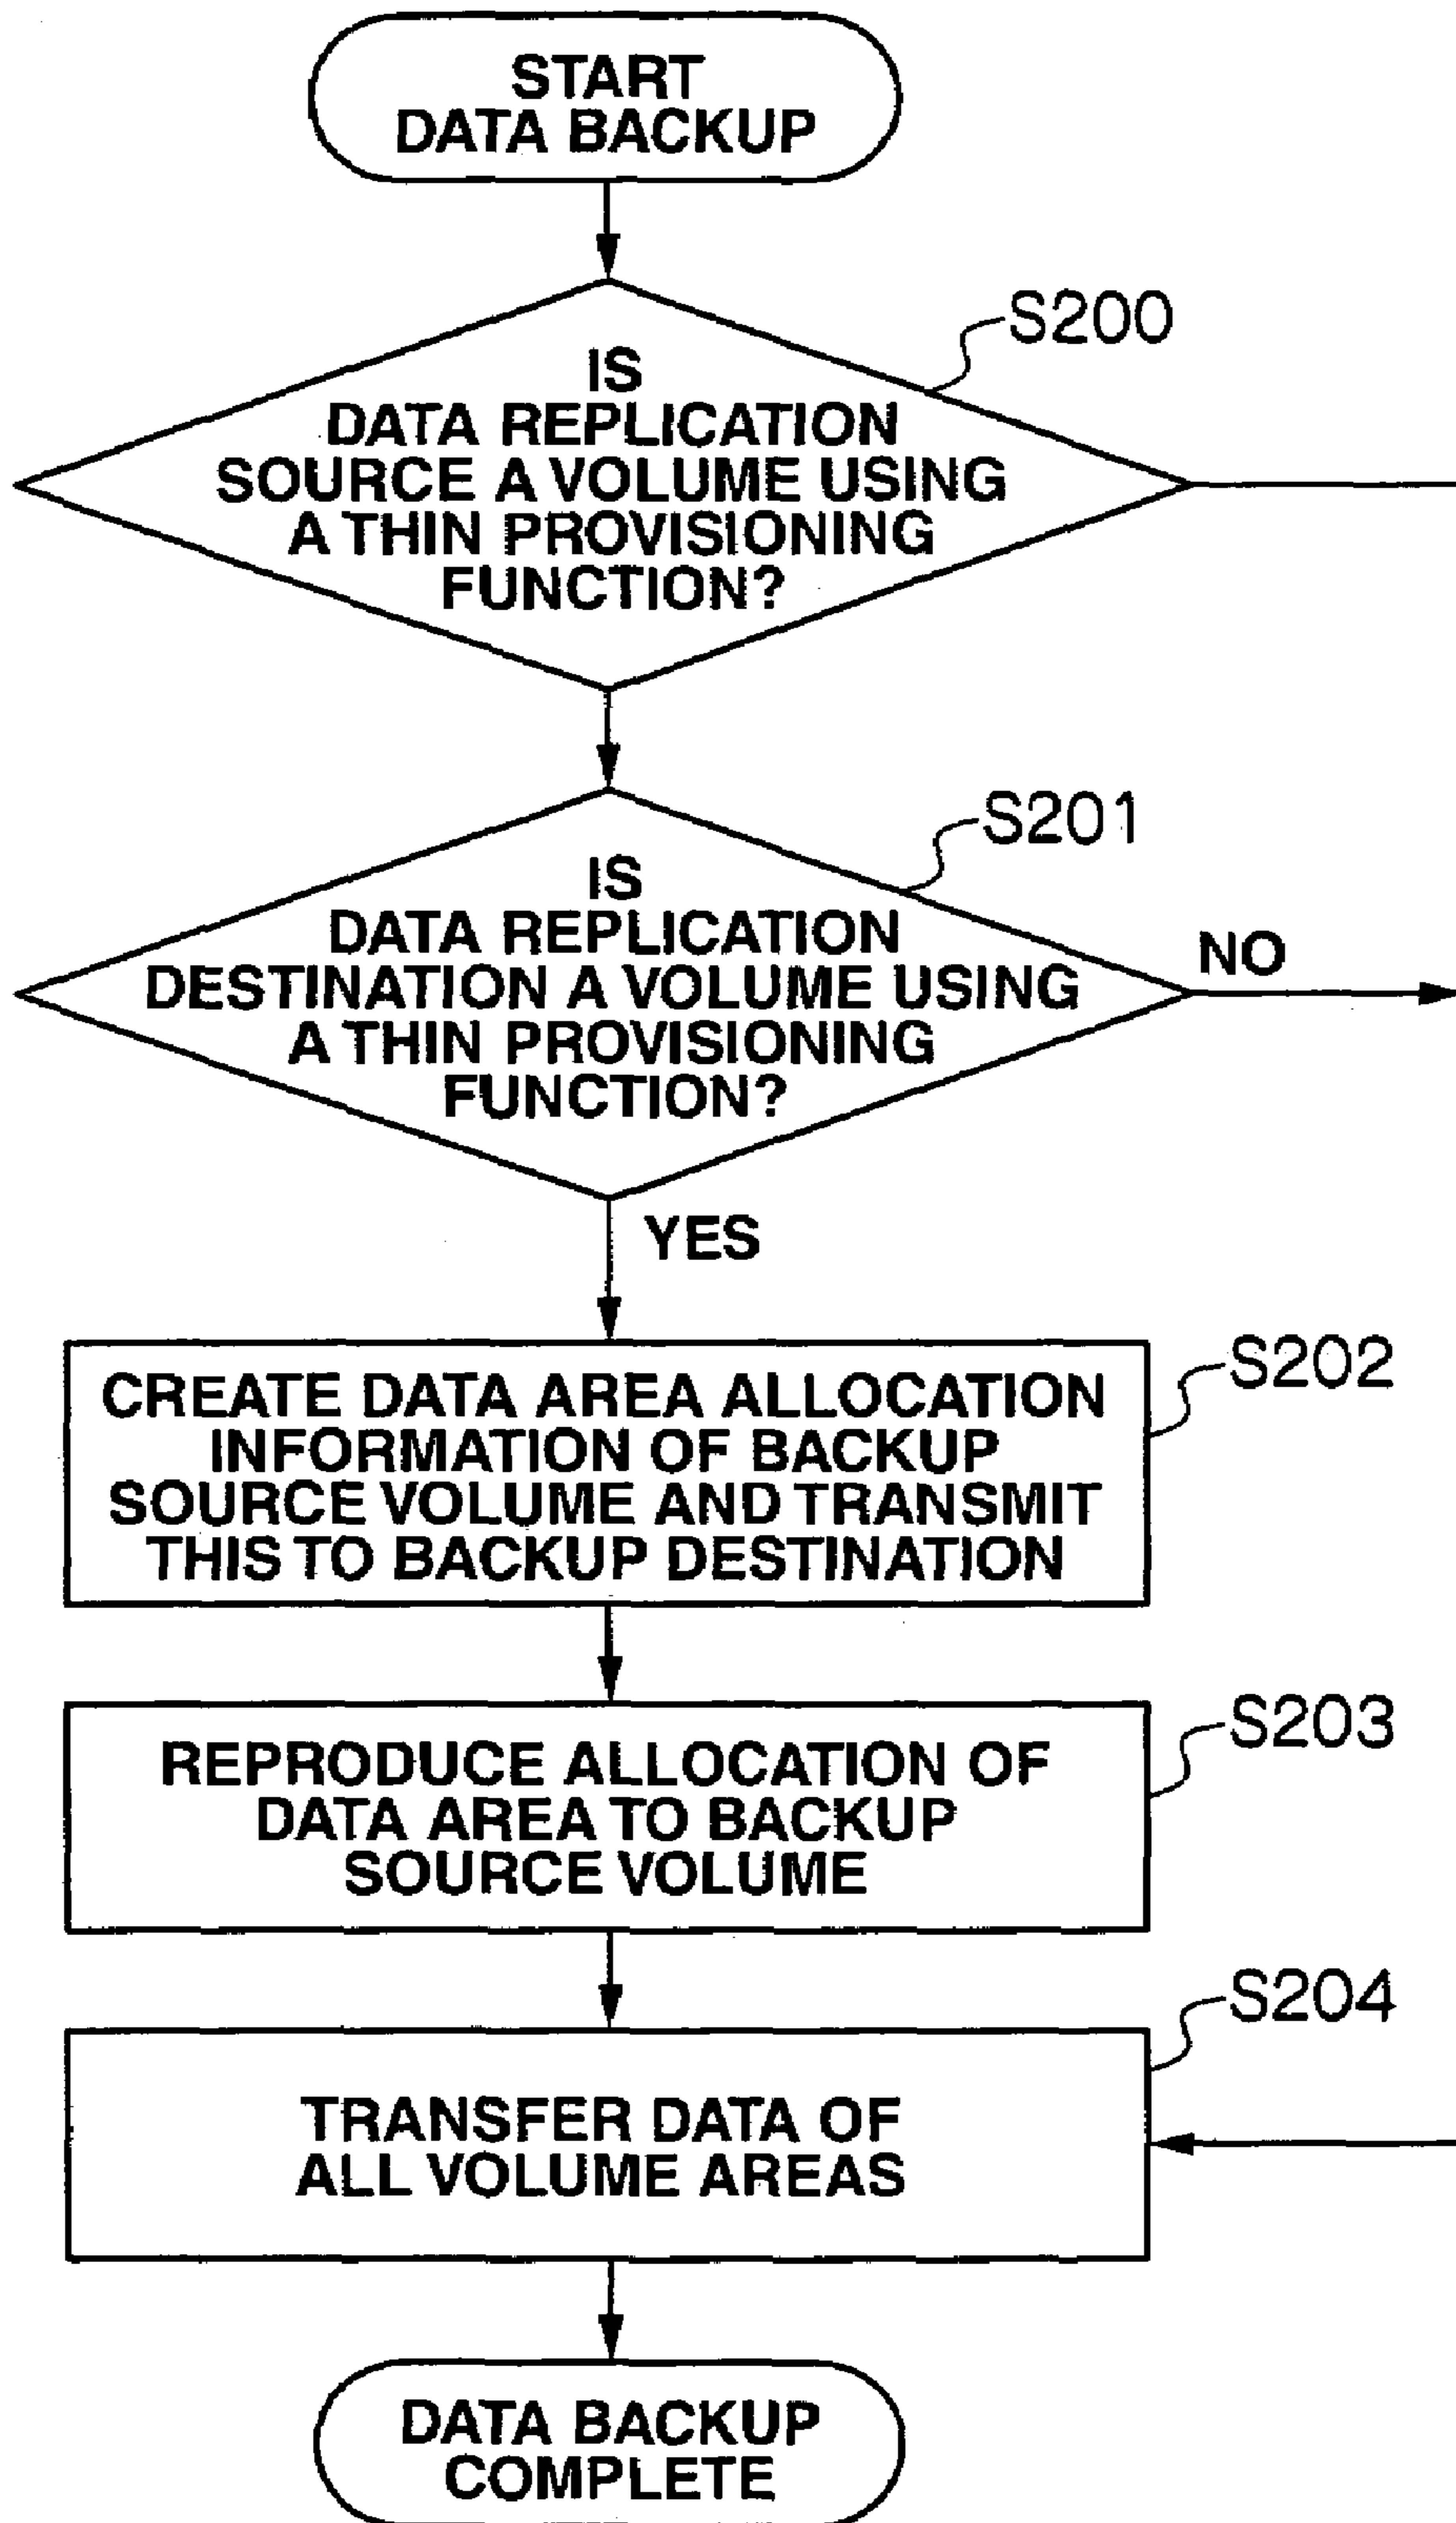 START
DATA BACKUP
S200
IS
DATA REPLICATION
SOURCE A VOLUME USING
A THIN PROVISIONING
FUNCTION?
S201
IS
DATA REPLICATION
DESTINATION A VOLUME USING
A THIN PROVISIONING
FUNCTION?
NO
YES
S202
CREATE DATA AREA ALLOCATION
INFORMATION OF BACKUP
SOURCE VOLUME AND TRANSMIT
THIS TO BACKUP DESTINATION
S203
REPRODUCE ALLOCATION OF
DATA AREA TO BACKUP
SOURCE VOLUME
S204
TRANSFER DATA OF
ALL VOLUME AREAS
DATA BACKUP
COMPLETE